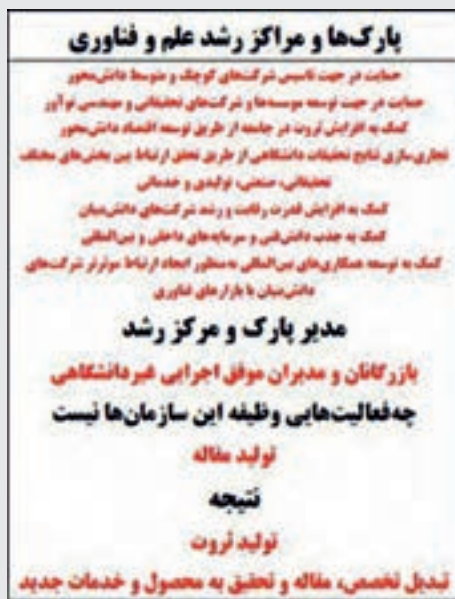 پارک‌ها و مراکز رشد علم و فناوری
حمایت در جهت تاسیس شرکت‌های کوچک و متوسط دانش‌محور
حمایت در جهت توسعه موسسه‌ها و شرکت‌های تحقیقاتی و مهندسی نوآور
کمک به افزایش ثروت در جامعه از طریق توسعه اقتصاد دانش‌محور
تجاری‌سازی نتایج تحقیقات دانشگاهی از طریق تحقق ارتباط بین بخش‌های مختلف
تحقیقاتی، صنعتی، تولیدی و خدماتی
کمک به افزایش قدرت رقابت و رشد شرکت‌های دانش‌بنیان
کمک به جذب دانش‌فنی و سرمایه‌های داخلی و بین‌المللی
کمک به توسعه همکاری‌های بین‌المللی به‌منظور ایجاد ارتباط موثرتر شرکت‌های
دانش‌بنیان با بازارهای فناوری
مدیر پارک و مرکز رشد
بازرگانان و مدیران موفق اجرایی غیردانشگاهی
چه‌فعالیت‌هایی وظیفه این سازمان‌ها نیست
تولید مقاله
نتیجه
تولید ثروت
تبدیل تخصص، مقاله و تحقیق به محصول و خدمات جدید